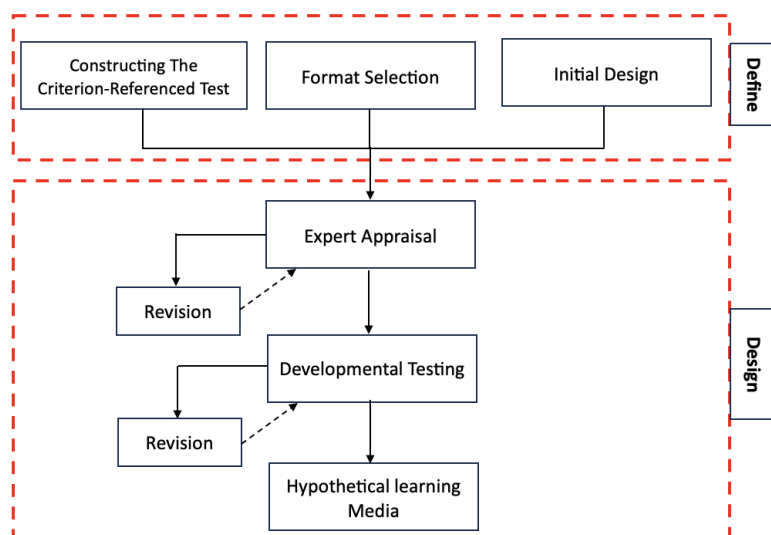 Constructing The
Criterion-Referenced Test
Format Selection
Initial Design
Define
Expert Appraisal
Revision
Developmental Testing
Design
Revision
Hypothetical learning
Media